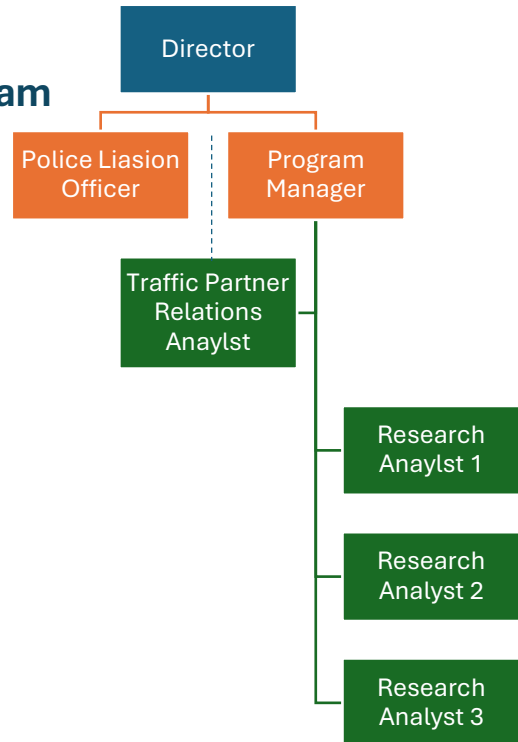 Director
am
Police Liasion
Officer
Program
Manager
Traffic Partner
Relations
Anaylst
Research
Anaylst 1
Research
Analyst 2
Research
Analyst 3